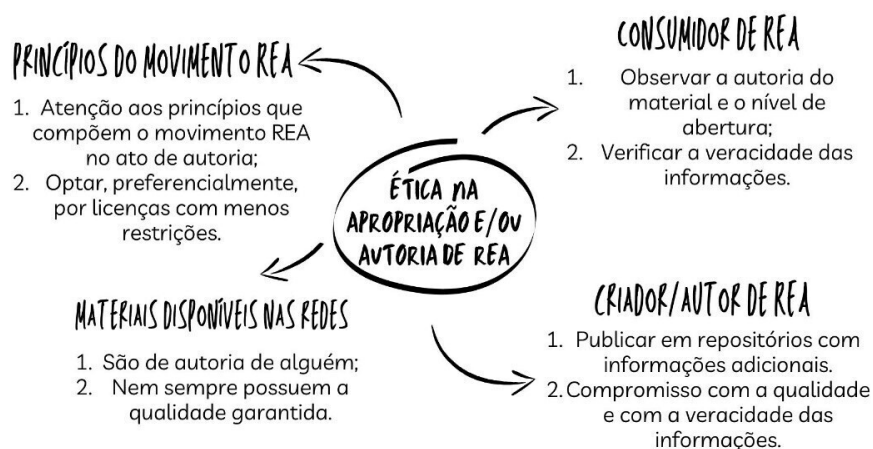 PRINCÍPIOS DO MOVIMENTO REA
1. Atenção aos princípios que
compõem o movimento REA
no ato de autoria;
2. Optar, preferencialmente,
por licenças com menos
restrições.
CONSUMIDOR DE REA
1. Observar a autoria do
material e o nível de
abertura;
2. Verificar a veracidade das
informações.
ÉTICA NA
APROPRIAÇÃO E/OU
AUTORIA DE REA
MATERIAIS DISPONÍVEIS NAS REDES
1. São de autoria de alguém;
2. Nem sempre possuem a
qualidade garantida.
CRIADOR/AUTOR DE REA
1. Publicar em repositórios com
informações adicionais.
2. Compromisso com a qualidade
e com a veracidade das
informações.